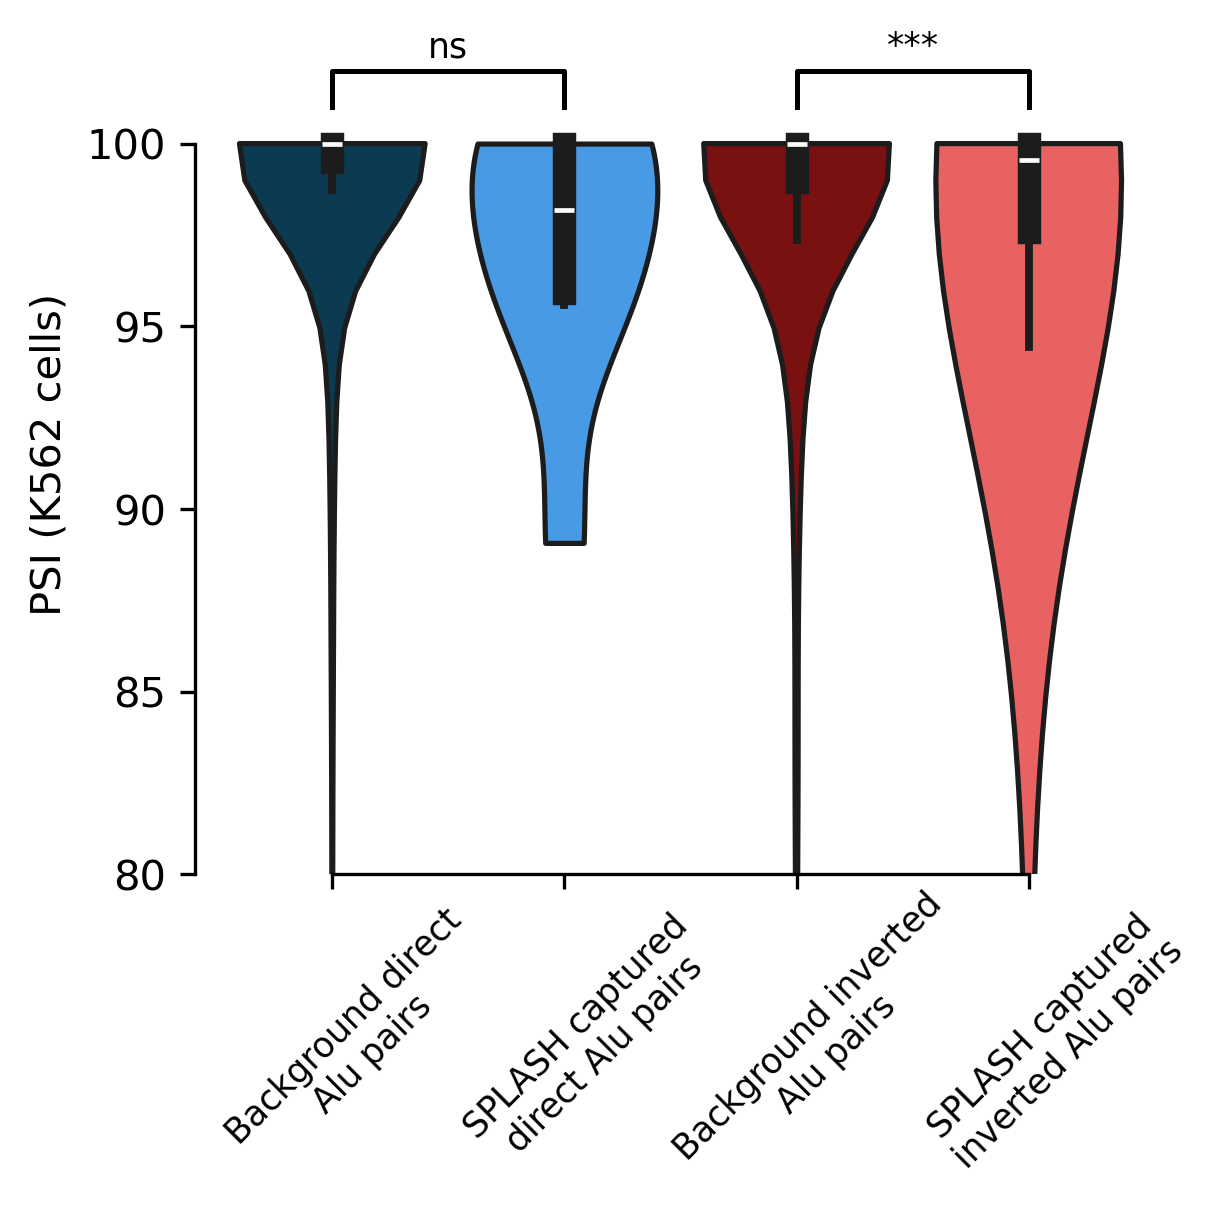 ns
***
PSI (K562 cells)
100
95
90
85
80
Background direct
Alu pairs
SPLASH captured
direct Alu pairs
Background inverted
Alu pairs
SPLASH captured
inverted Alu pairs